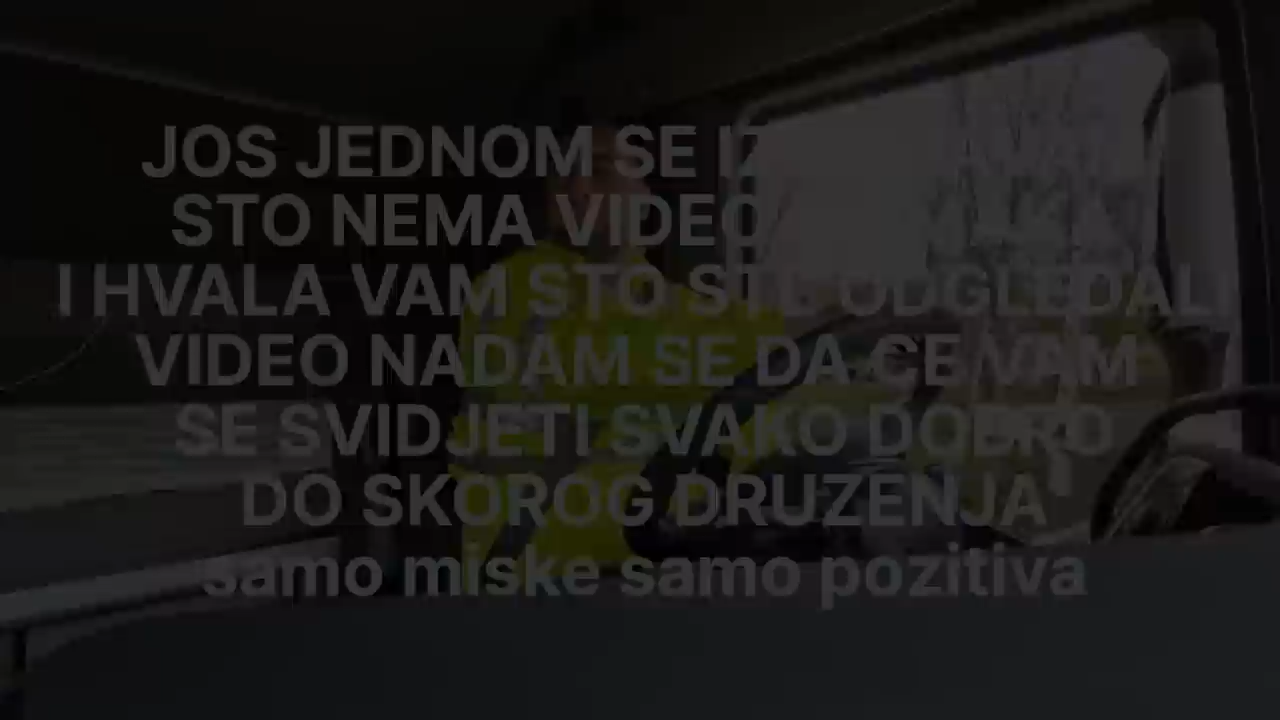 JOS JEDNOM SE
STO NEMA VIDEO
I HVALA VAM STO STE ODGLEDALI
VIDEO NADAM SE DA CE VAM
SE SVIDJETI SVAKO DOBRO
DO SKOROG DRUZENJA
samo miske samo pozitiva